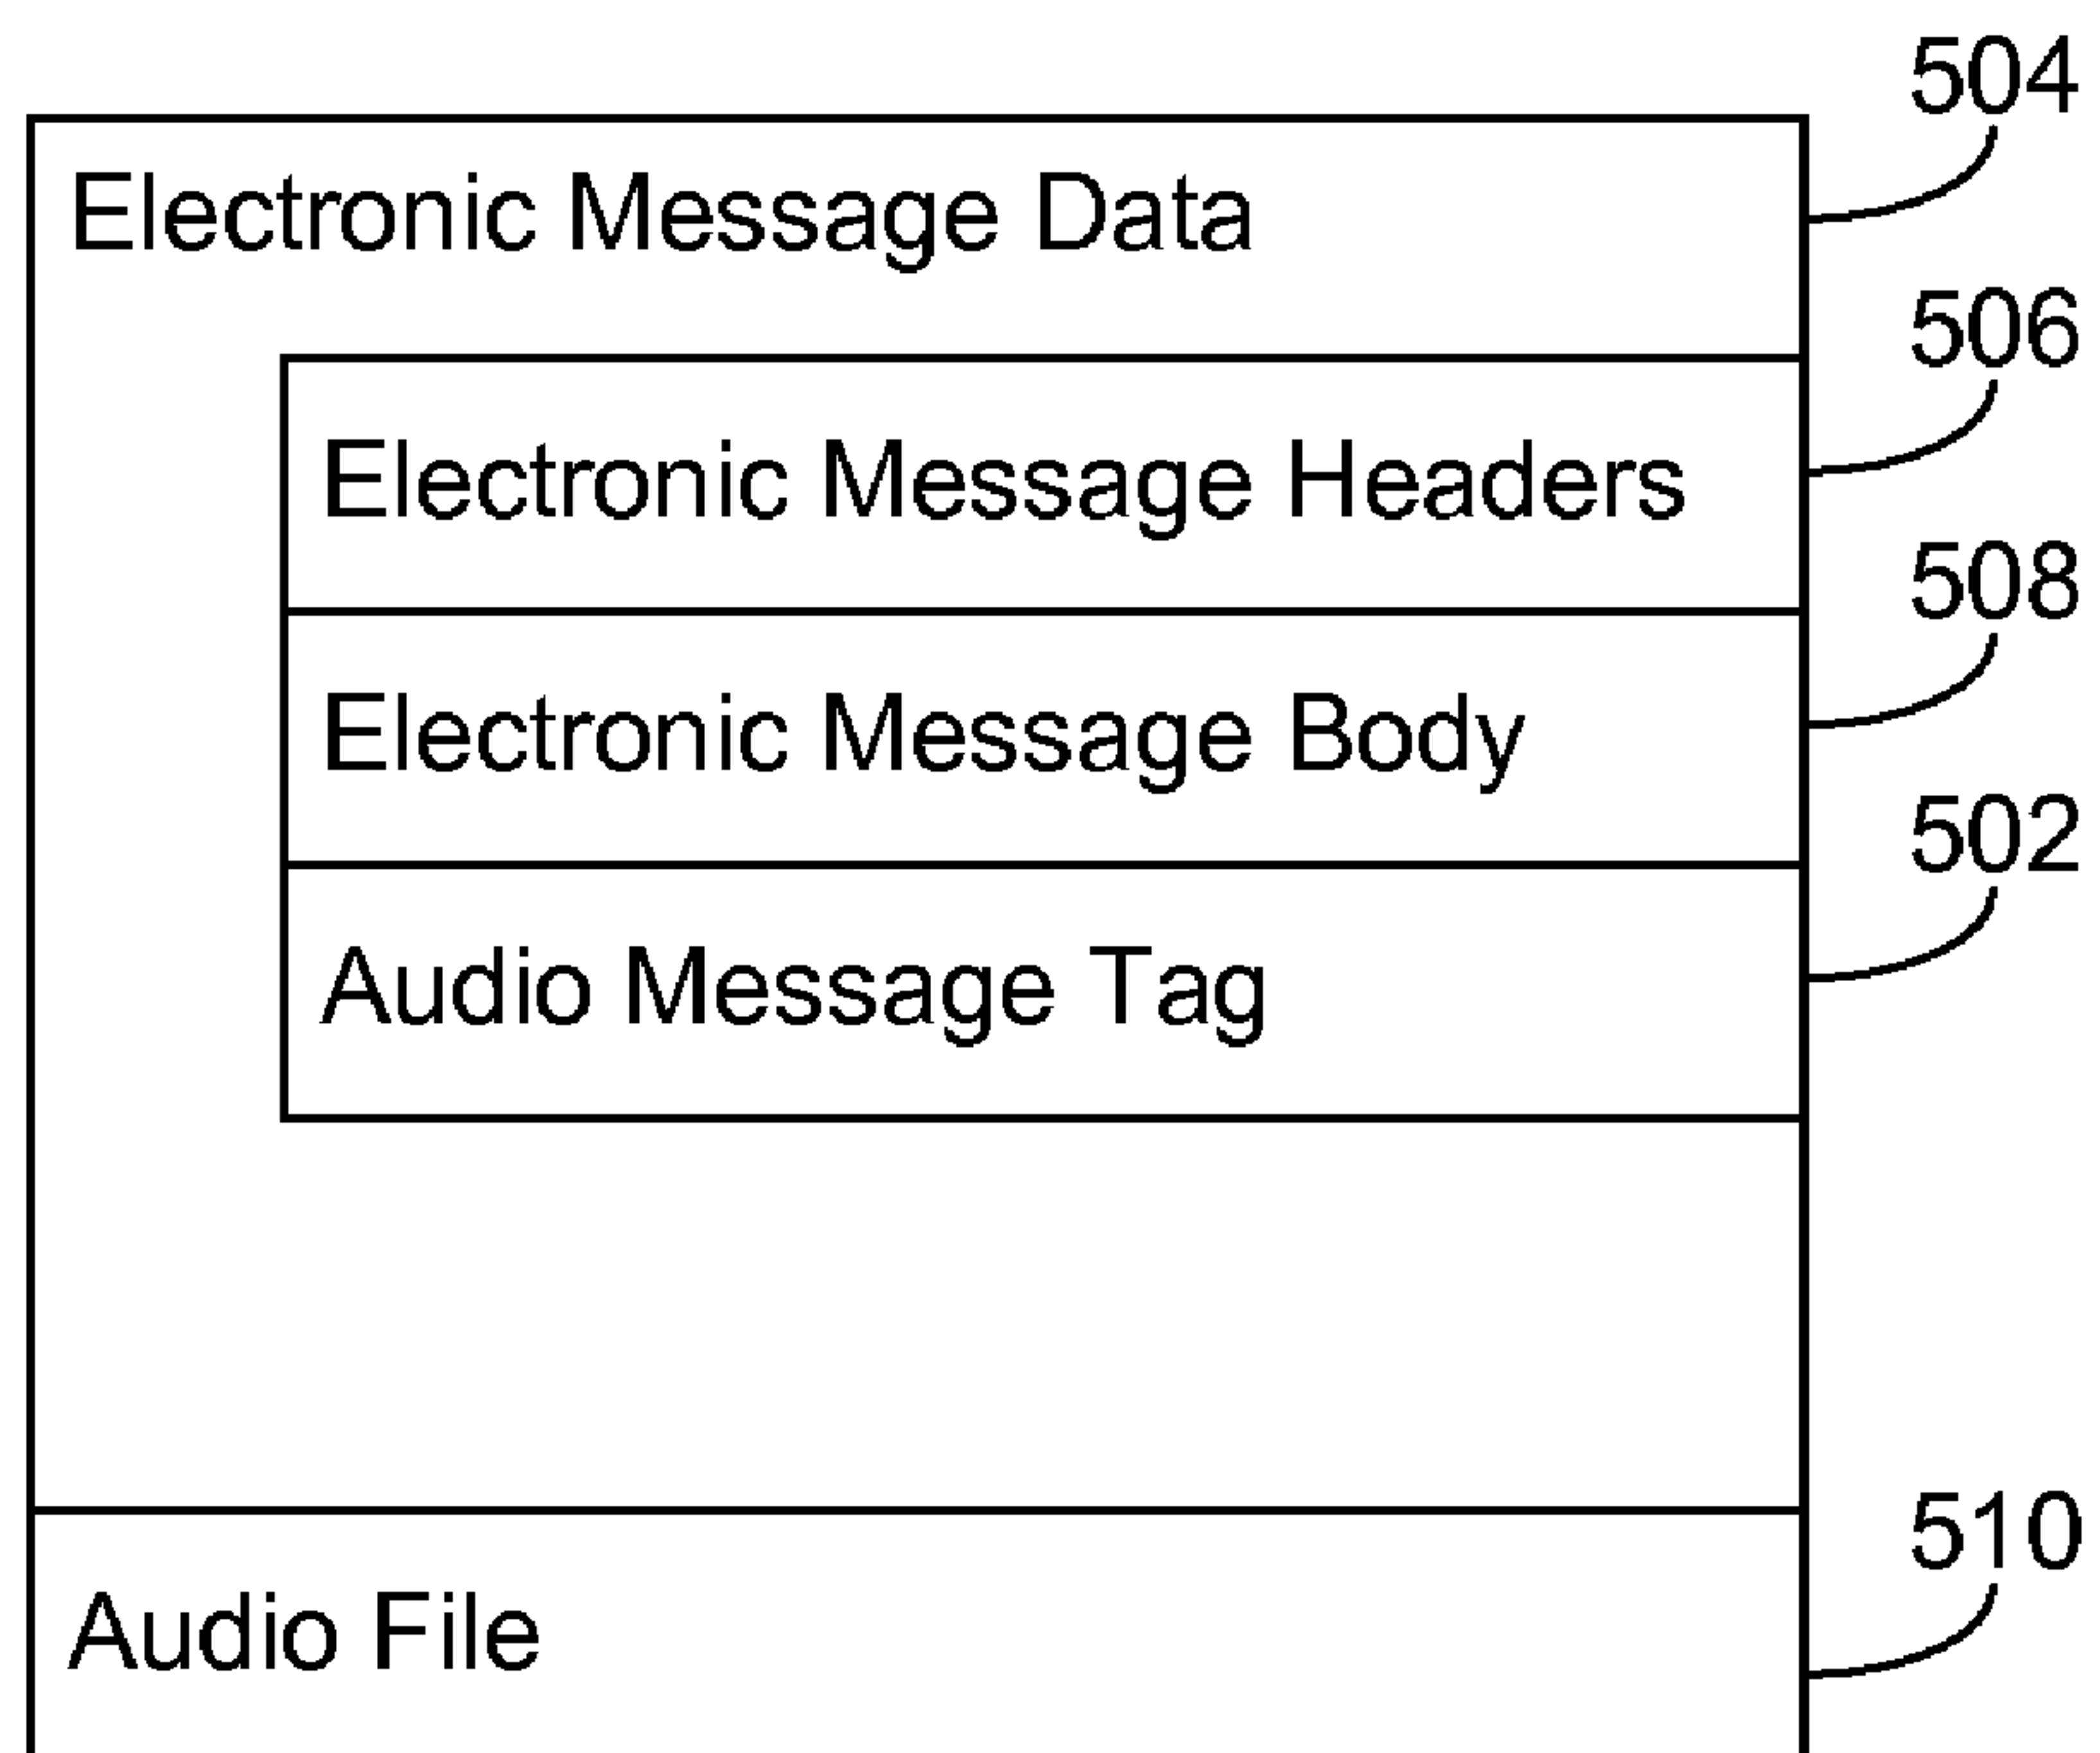 504
Electronic Message Data
506
Electronic Message Headers
508
Electronic Message Body
502
Audio Message Tag
510
Audio File